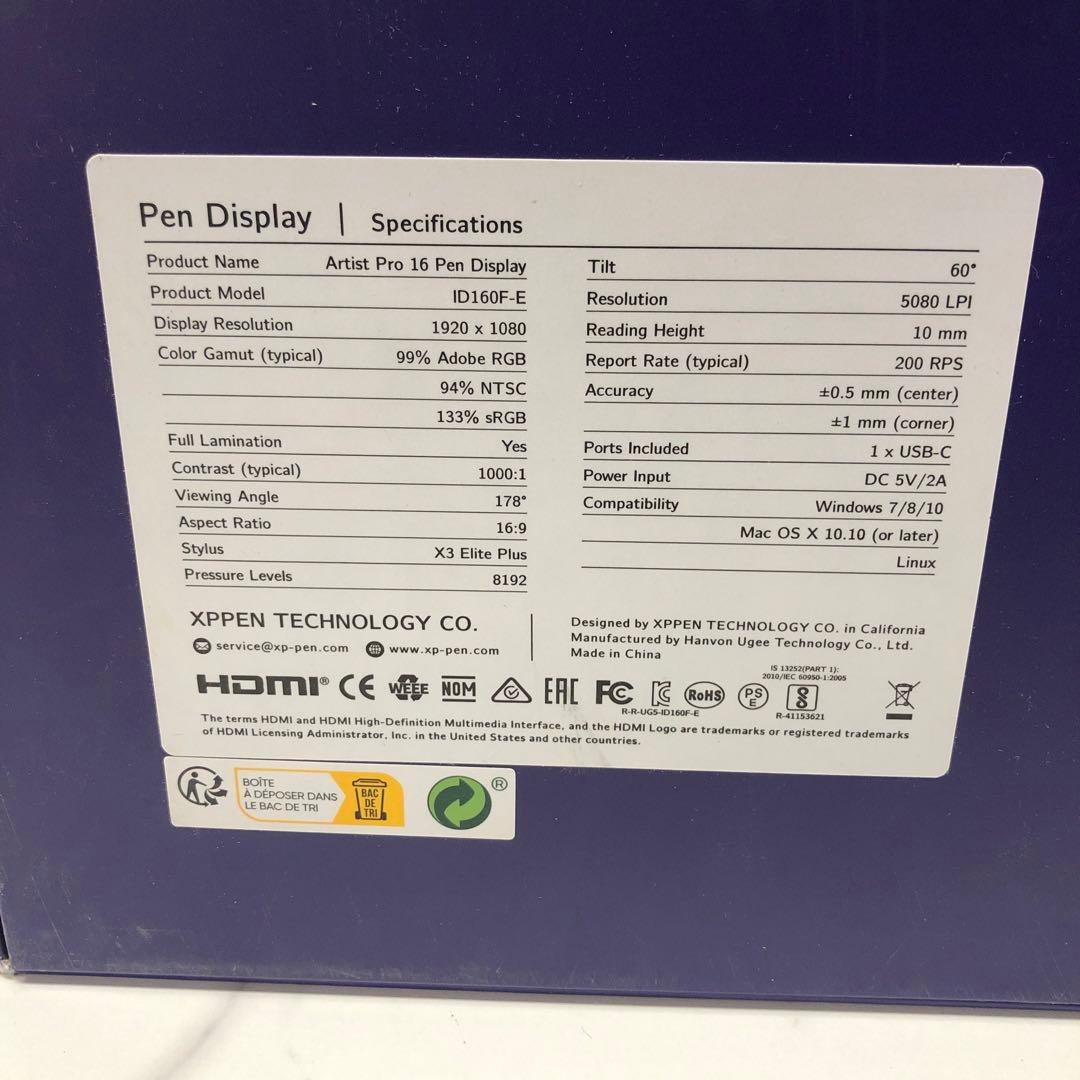 Pen Display | Specifications
Product Name Artist Pro 16 Pen Display
Product Model ID160F-E
Display Resolution 1920 x 1080
Color Gamut (typical) 99% Adobe RGB
94% NTSC
133% sRGB
Full Lamination Yes
Contrast (typical) 1000:1
Viewing Angle 178°
Aspect Ratio 16:9
Stylus X3 Elite Plus
Pressure Levels 8192
Tilt 60°
Resolution 5080 LPI
Reading Height 10 mm
Report Rate (typical) 200 RPS
Accuracy ±0.5 mm (center)
±1 mm (corner)
Ports Included 1 x USB-C
Power Input DC 5V/2A
Compatibility Windows 7/8/10
Mac OS X 10.10 (or later)
Linux
XPPEN TECHNOLOGY CO.
service@xp-pen.com www.xp-pen.com
Designed by XPPEN TECHNOLOGY CO. in California
Manufactured by Hanvon Ugee Technology Co., Ltd.
Made in China
IS 13252(PART 1):
2010/IEC 60950-1:2005
HDMI® CE WEEE NOM EAC FC KC RoHS PSE
R-R-UGS-ID160F-E
R-41153621
The terms HDMI and HDMI High-Definition Multimedia Interface, and the HDMI Logo are trademarks or registered trademarks
of HDMI Licensing Administrator, Inc. in the United States and other countries.
BOÎTE
À DÉPOSER DANS
LE BAC DE TRI
BAC
DE
TRI
®